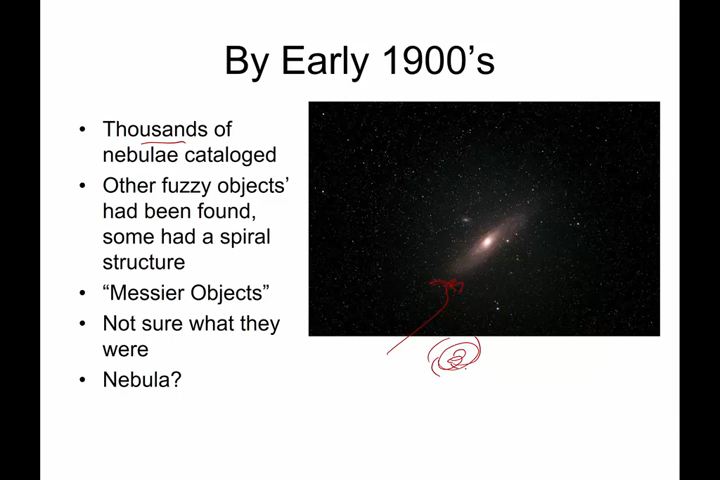 By Early 1900's
• Thousands of
nebulae cataloged
• Other fuzzy objects'
had been found,
some had a spiral
structure
• “Messier Objects”
• Not sure what they
were
• Nebula?